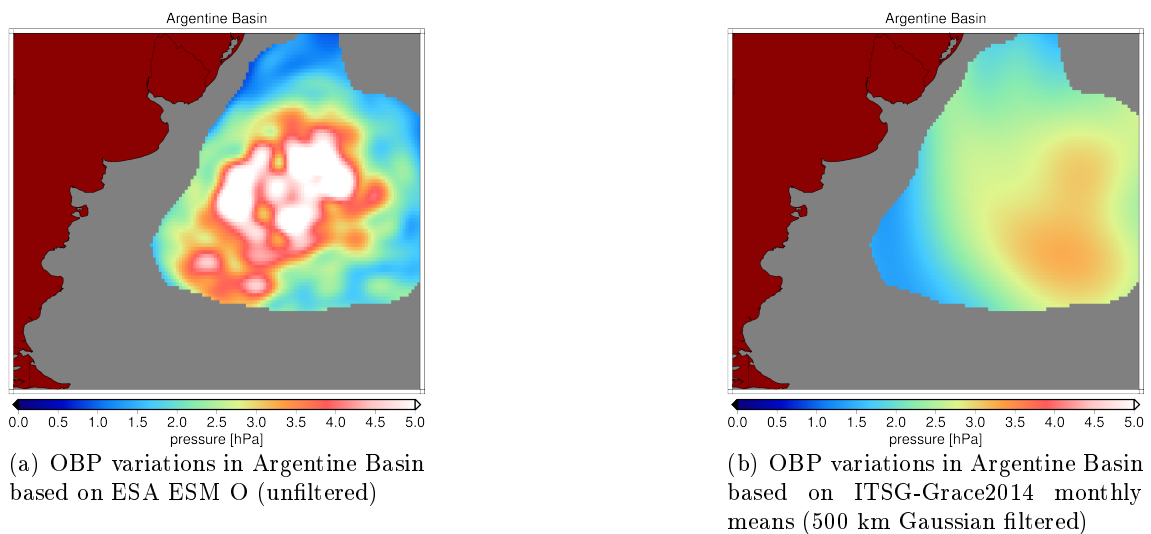 Argentine Basin
0.0 0.5 1.0 1.5 2.0 2.5 3.0 3.5 4.0 4.5 5.0
pressure [hPa]
(a) OBP variations in Argentine Basin
based on ESA ESM O (unfiltered)
Argentine Basin
0.0 0.5 1.0 1.5 2.0 2.5 3.0 3.5 4.0 4.5 5.0
pressure [hPa]
(b) OBP variations in Argentine Basin
based on ITSG-Grace2014 monthly
means (500 km Gaussian filtered)